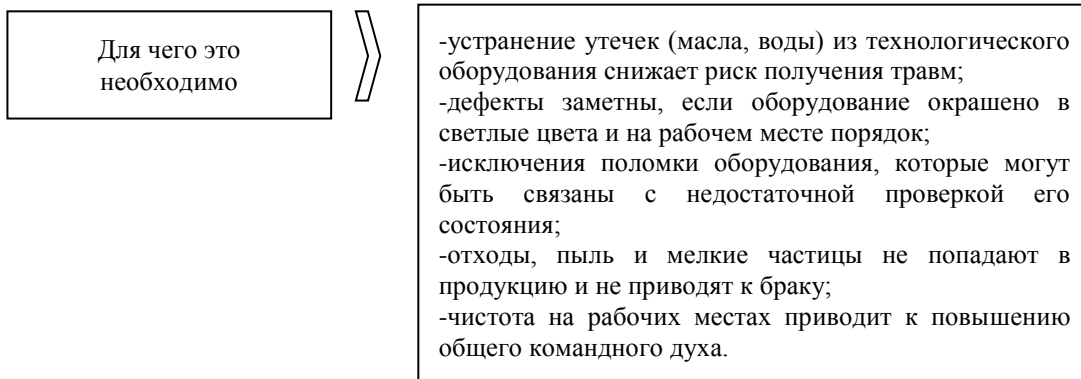 Для чего это
необходимо
-устранение утечек (масла, воды) из технологического
оборудования снижает риск получения травм;
-дефекты заметны, если оборудование окрашено в
светлые цвета и на рабочем месте порядок;
-исключения поломки оборудования, которые могут
быть связаны с недостаточной проверкой его
состояния;
-отходы, пыль и мелкие частицы не попадают в
продукцию и не приводят к браку;
-чистота на рабочих местах приводит к повышению
общего командного духа.